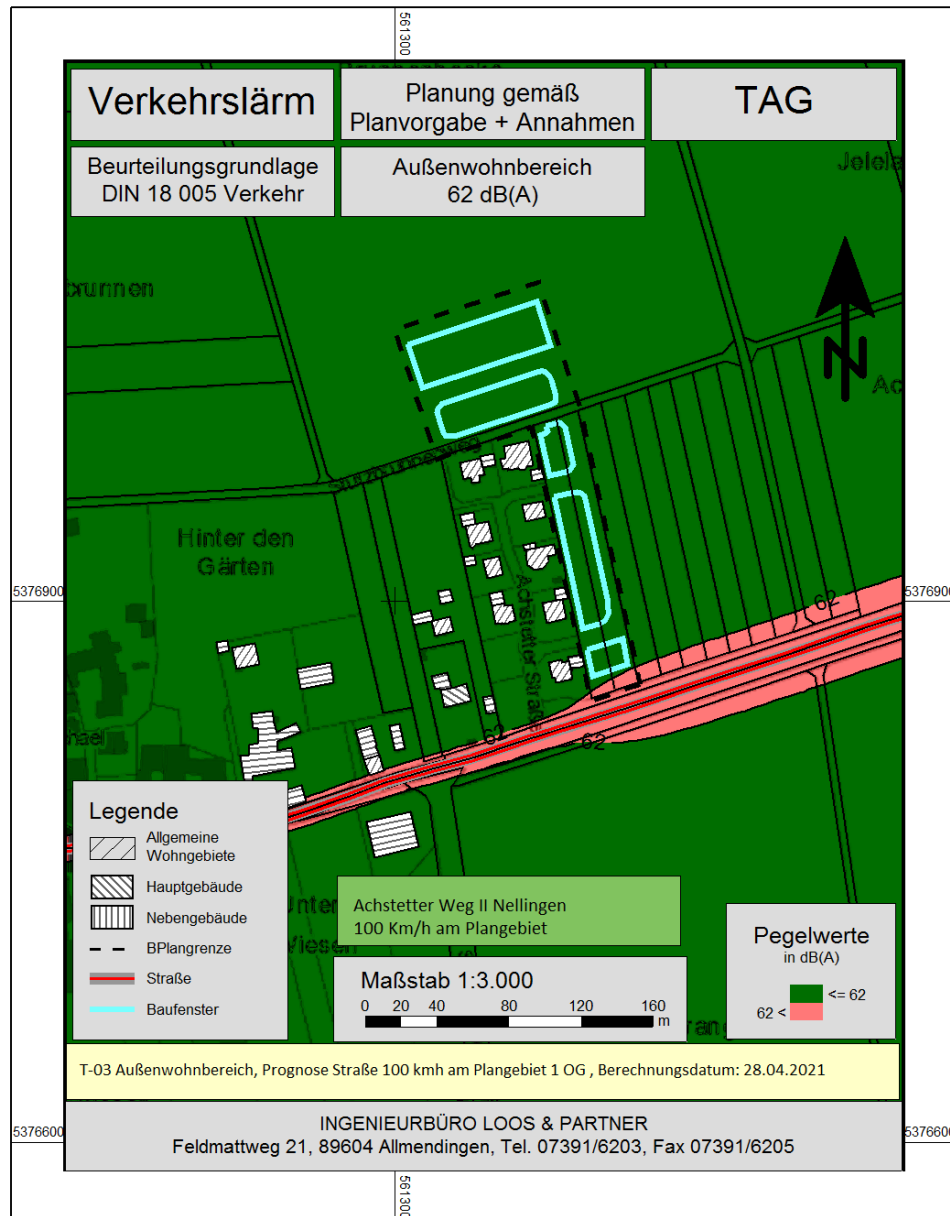 561300
Verkehrslärm
Planung gemäß
Planvorgabe + Annahmen
TAG
Beurteilungsgrundlage
DIN 18 005 Verkehr
Außenwohnbereich
62 dB(A)
brunnen
N
Ac
Hinter den
Gärten
Achstetter Straße
5376900
5376900
62
62
62
Legende
Allgemeine
Wohngebiete
Hauptgebäude
Nebengebäude
BPlangrenze
Straße
Baufenster
Unter
Wiesen
Achstetter Weg II Nellingen
100 Km/h am Plangebiet
Maßstab 1:3.000
0 20 40 80 120 160
m
Pegelwerte
in dB(A)
<= 62
62 <
T-03 Außenwohnbereich, Prognose Straße 100 kmh am Plangebiet 1 OG , Berechnungsdatum: 28.04.2021
INGENIEURBÜRO LOOS & PARTNER
Feldmattweg 21, 89604 Allmendingen, Tel. 07391/6203, Fax 07391/6205
5376600
5376600
561300